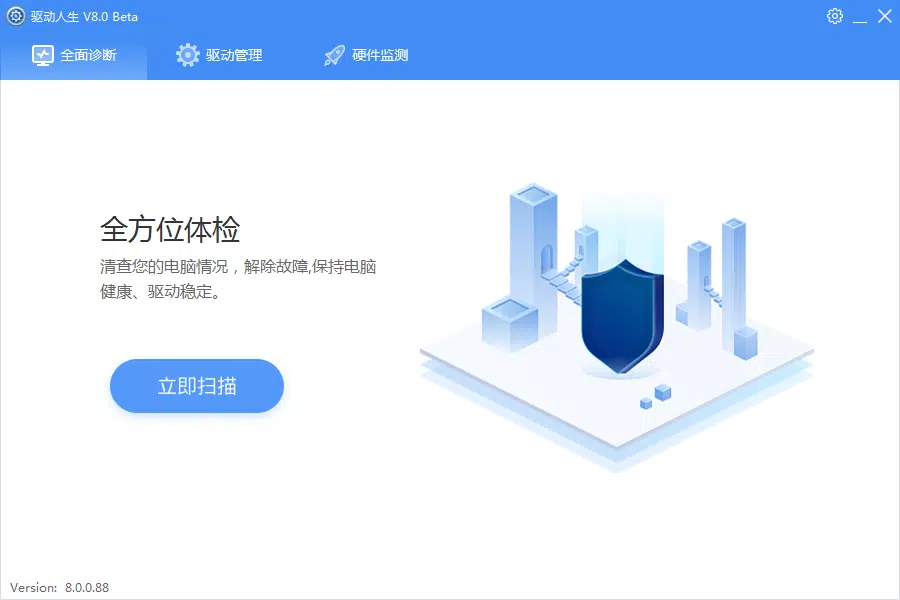 驱动人生 V8.0 Beta
全面诊断
驱动管理
硬件监测
全方位体检
清查您的电脑情况，解除故障,保持电脑
健康、驱动稳定。
立即扫描
Version: 8.0.0.88